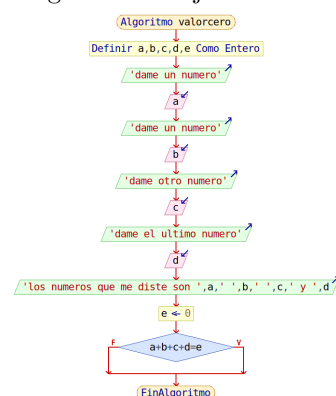 Algoritmo valorcero
Definir a,b,c,d,e Como Entero
'dame un numero'
a
'dame un numero'
b
'dame otro numero'
c
'dame el ultimo numero'
d
'los numeros que me diste son ',a,' ',b,' ',c,' y ',d
e <- 0
a+b+c+d=e
F V
FinAlgoritmo